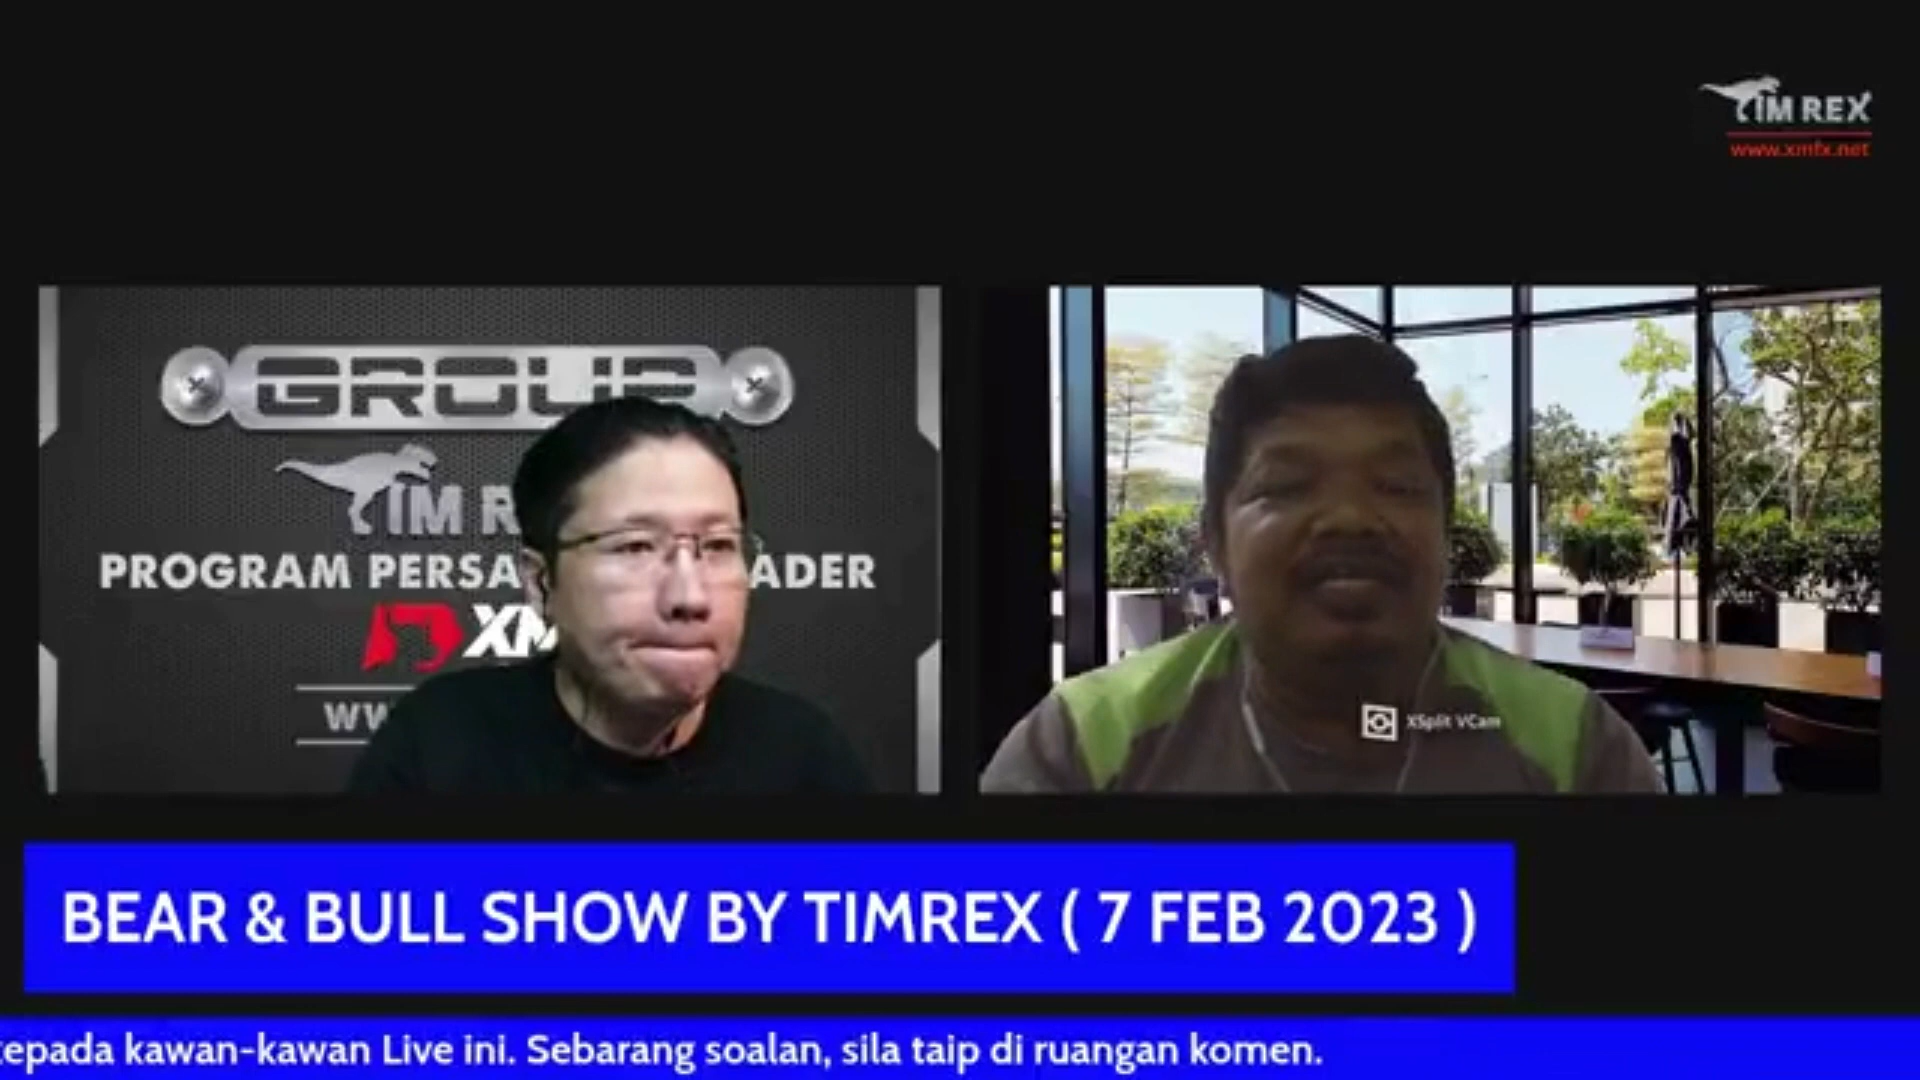 TIM REX
www.xmfx.net
GROUP
TIM R
PROGRAM PERSA ADER
XM
WW
XSplit VCam
BEAR & BULL SHOW BY TIMREX ( 7 FEB 2023 )
kepada kawan-kawan Live ini. Sebarang soalan, sila taip di ruangan komen.